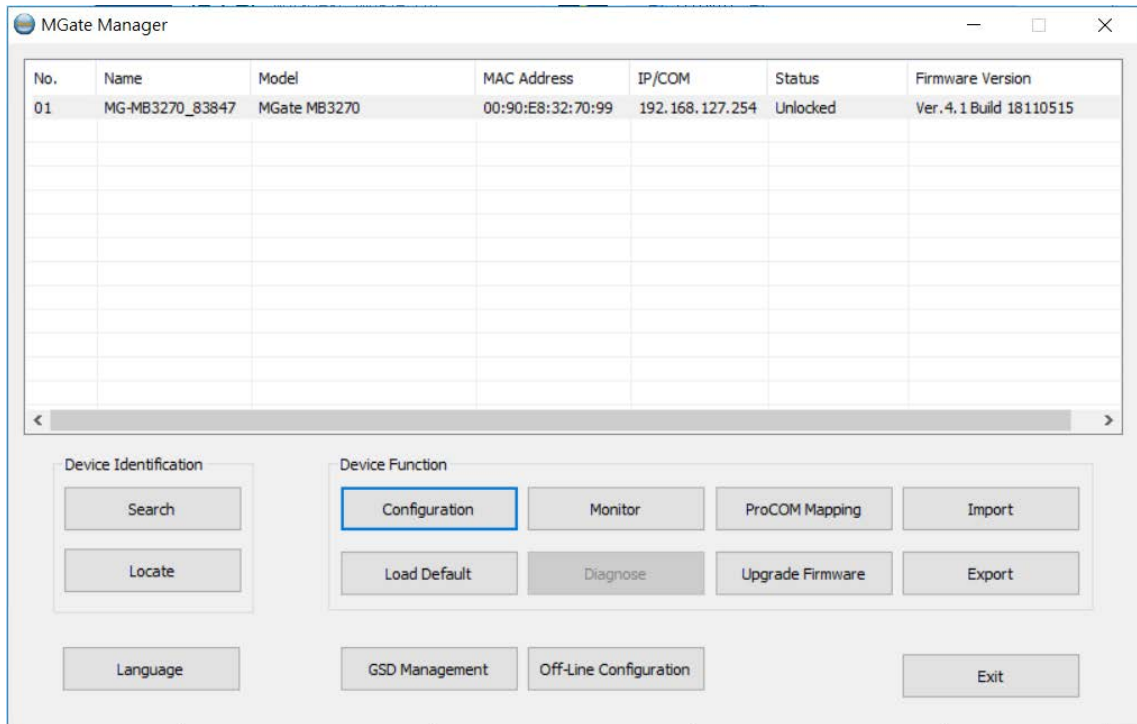 MGate Manager
No. Name Model MAC Address IP/COM Status Firmware Version
01 MG-MB3270_83847 MGate MB3270 00:90:E8:32:70:99 192.168.127.254 Unlocked Ver.4.1 Build 18110515
Device Identification Device Function
Search Configuration Monitor ProCOM Mapping Import
Locate Load Default Diagnose Upgrade Firmware Export
Language GSD Management Off-Line Configuration Exit